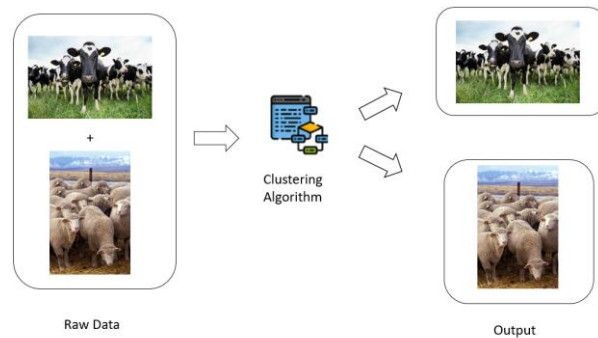 +
Clustering
Algorithm
Raw Data
Output